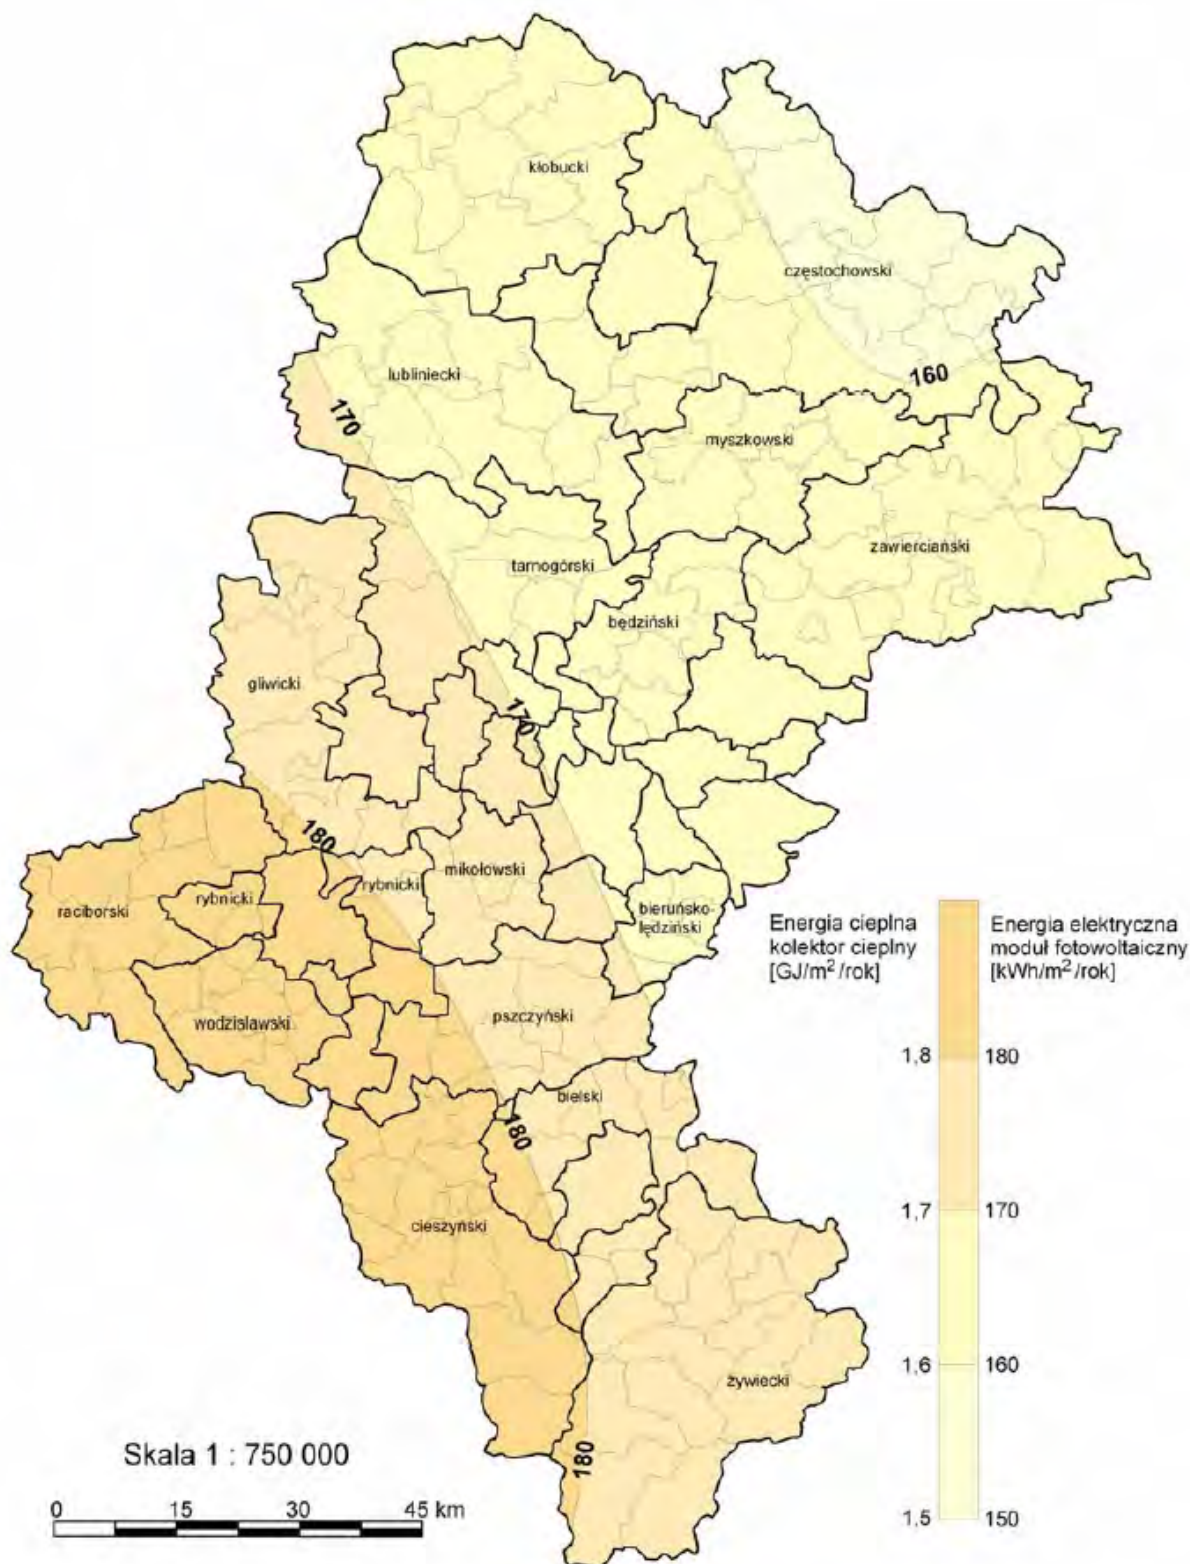 kłobucki
częstochowski
lubliniecki
160
170
myszkowski
zawierciański
tarnogórski
będziński
gliwicki
170
180
mikołowski
rybnicki
rybnicki
raciborski
bieruńsko-
lędziński
Energia cieplna
kolektor cieplny
[GJ/m²/rok]
Energia elektryczna
moduł fotowoltaiczny
[kWh/m²/rok]
pszczyński
wodzisławski
1,8 180
bielski
180
1,7 170
cieszyński
1,6 160
żywiecki
Skala 1 : 750 000
180
0 15 30 45 km
1,5 150